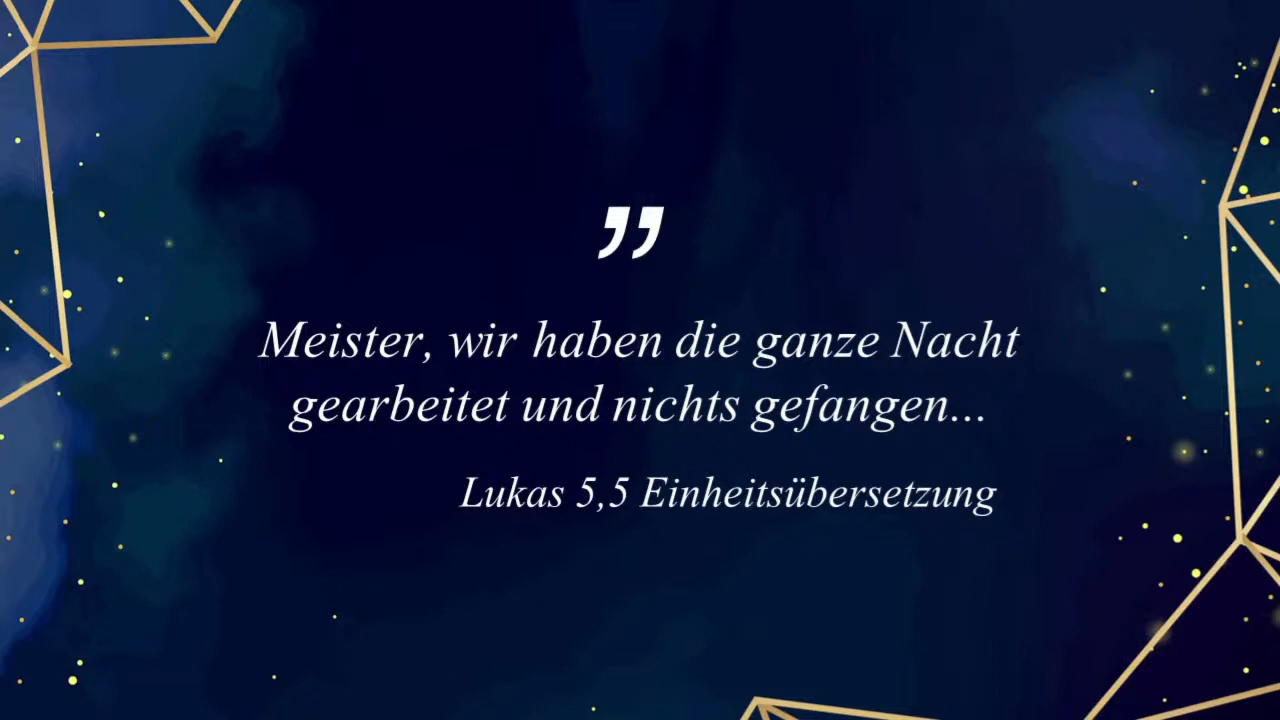 ”
Meister, wir haben die ganze Nacht
gearbeitet und nichts gefangen...
Lukas 5,5 Einheitsübersetzung